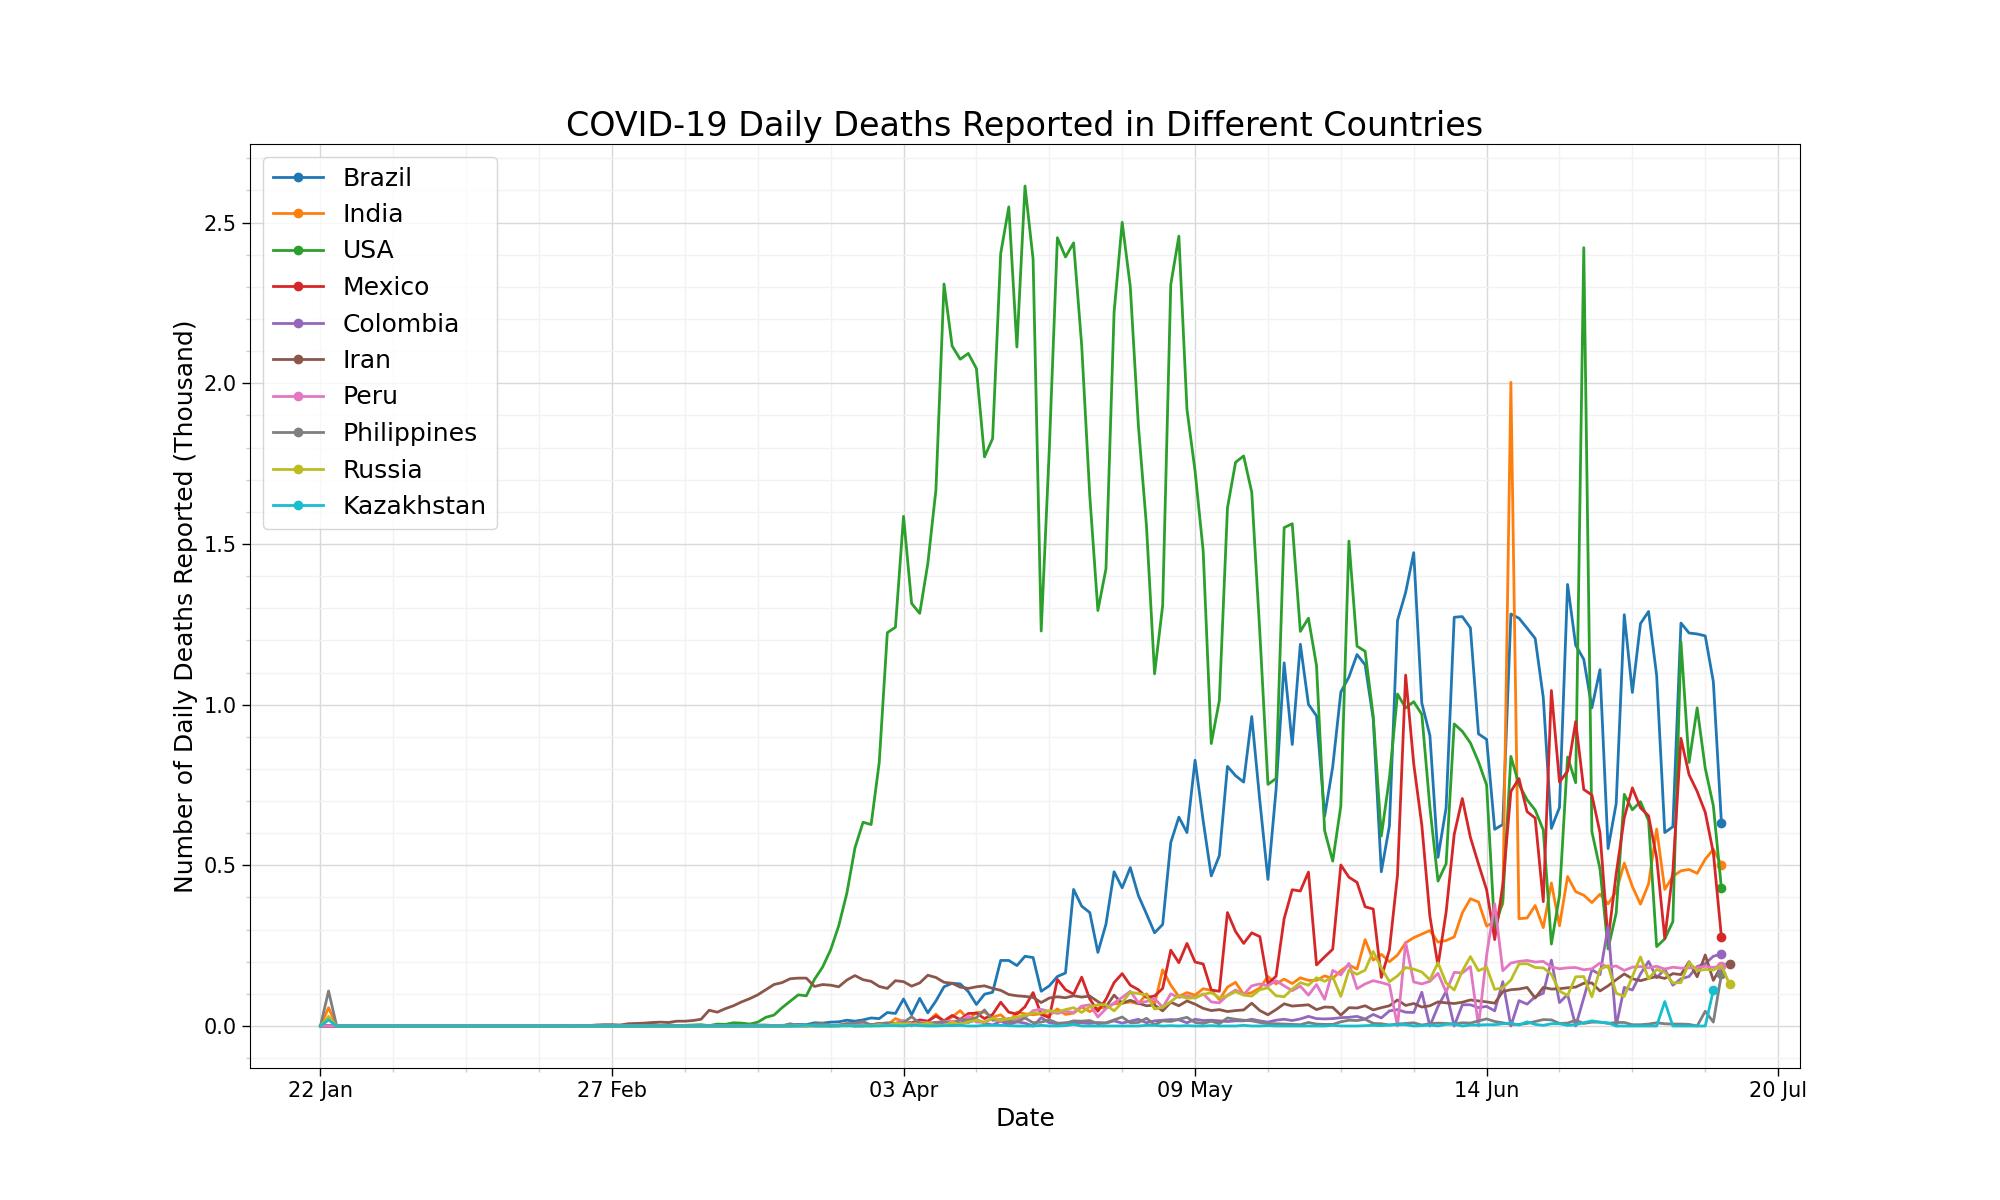 COVID-19 Daily Deaths Reported in Different Countries
Brazil
India
USA
Mexico
Colombia
Iran
Peru
Philippines
Russia
Kazakhstan
Number of Daily Deaths Reported (Thousand)
2.5
2.0
1.5
1.0
0.5
0.0
22 Jan
27 Feb
03 Apr
09 May
14 Jun
20 Jul
Date